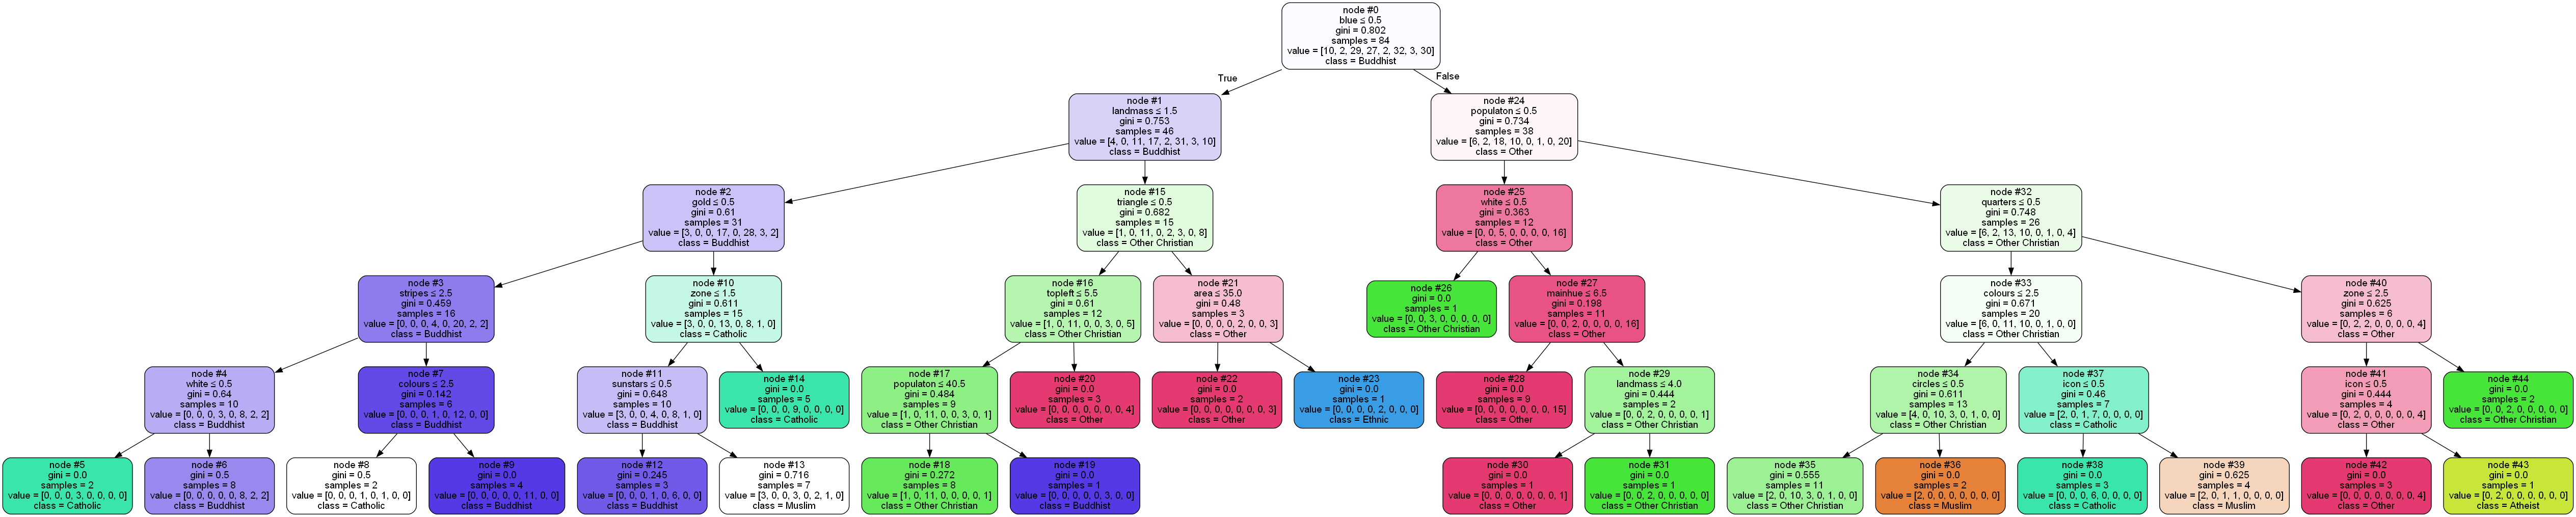 node #0
blue ≤ 0.5
gini = 0.802
samples = 84
value = [10, 2, 29, 27, 2, 32, 3, 30]
class = Buddhist
True
False
node #1
landmass ≤ 1.5
gini = 0.753
samples = 46
value = [4, 0, 11, 17, 2, 31, 3, 10]
class = Buddhist
node #24
populaton ≤ 0.5
gini = 0.734
samples = 38
value = [6, 2, 18, 10, 0, 1, 0, 20]
class = Other
node #2
gold ≤ 0.5
gini = 0.61
samples = 31
value = [3, 0, 0, 17, 0, 28, 3, 2]
class = Buddhist
node #15
triangle ≤ 0.5
gini = 0.682
samples = 15
value = [1, 0, 11, 0, 2, 3, 0, 8]
class = Other Christian
node #25
white ≤ 0.5
gini = 0.363
samples = 12
value = [0, 0, 5, 0, 0, 0, 0, 16]
class = Other
node #32
quarters ≤ 0.5
gini = 0.748
samples = 26
value = [6, 2, 13, 10, 0, 1, 0, 4]
class = Other Christian
node #3
stripes ≤ 2.5
gini = 0.459
samples = 16
value = [0, 0, 0, 4, 0, 20, 2, 2]
class = Buddhist
node #10
zone ≤ 1.5
gini = 0.611
samples = 15
value = [3, 0, 0, 13, 0, 8, 1, 0]
class = Catholic
node #16
topleft ≤ 5.5
gini = 0.61
samples = 12
value = [1, 0, 11, 0, 0, 3, 0, 5]
class = Other Christian
node #21
area ≤ 35.0
gini = 0.48
samples = 3
value = [0, 0, 0, 0, 2, 0, 0, 3]
class = Other
node #26
gini = 0.0
samples = 1
value = [0, 0, 3, 0, 0, 0, 0, 0]
class = Other Christian
node #27
mainhue ≤ 6.5
gini = 0.198
samples = 11
value = [0, 0, 2, 0, 0, 0, 0, 16]
class = Other
node #33
colours ≤ 2.5
gini = 0.671
samples = 20
value = [6, 0, 11, 10, 0, 1, 0, 0]
class = Other Christian
node #40
zone ≤ 2.5
gini = 0.625
samples = 6
value = [0, 2, 2, 0, 0, 0, 0, 4]
class = Other
node #4
white ≤ 0.5
gini = 0.64
samples = 10
value = [0, 0, 0, 3, 0, 8, 2, 2]
class = Buddhist
node #7
colours ≤ 2.5
gini = 0.142
samples = 6
value = [0, 0, 0, 1, 0, 12, 0, 0]
class = Buddhist
node #11
sunstars ≤ 0.5
gini = 0.648
samples = 10
value = [3, 0, 0, 4, 0, 8, 1, 0]
class = Buddhist
node #14
gini = 0.0
samples = 5
value = [0, 0, 0, 9, 0, 0, 0, 0]
class = Catholic
node #17
populaton ≤ 40.5
gini = 0.484
samples = 9
value = [1, 0, 11, 0, 0, 3, 0, 1]
class = Other Christian
node #20
gini = 0.0
samples = 3
value = [0, 0, 0, 0, 0, 0, 0, 4]
class = Other
node #22
gini = 0.0
samples = 2
value = [0, 0, 0, 0, 0, 0, 0, 3]
class = Other
node #23
gini = 0.0
samples = 1
value = [0, 0, 0, 0, 2, 0, 0, 0]
class = Ethnic
node #28
gini = 0.0
samples = 9
value = [0, 0, 0, 0, 0, 0, 0, 15]
class = Other
node #29
landmass ≤ 4.0
gini = 0.444
samples = 2
value = [0, 0, 2, 0, 0, 0, 0, 1]
class = Other Christian
node #34
circles ≤ 0.5
gini = 0.611
samples = 13
value = [4, 0, 10, 3, 0, 1, 0, 0]
class = Other Christian
node #37
icon ≤ 0.5
gini = 0.46
samples = 7
value = [2, 0, 1, 7, 0, 0, 0, 0]
class = Catholic
node #41
icon ≤ 0.5
gini = 0.444
samples = 4
value = [0, 2, 0, 0, 0, 0, 0, 4]
class = Other
node #44
gini = 0.0
samples = 2
value = [0, 0, 2, 0, 0, 0, 0, 0]
class = Other Christian
node #5
gini = 0.0
samples = 2
value = [0, 0, 0, 3, 0, 0, 0, 0]
class = Catholic
node #6
gini = 0.5
samples = 8
value = [0, 0, 0, 0, 0, 8, 2, 2]
class = Buddhist
node #8
gini = 0.5
samples = 2
value = [0, 0, 0, 1, 0, 1, 0, 0]
class = Catholic
node #9
gini = 0.0
samples = 4
value = [0, 0, 0, 0, 0, 11, 0, 0]
class = Buddhist
node #12
gini = 0.245
samples = 3
value = [0, 0, 0, 1, 0, 6, 0, 0]
class = Buddhist
node #13
gini = 0.716
samples = 7
value = [3, 0, 0, 3, 0, 2, 1, 0]
class = Muslim
node #18
gini = 0.272
samples = 8
value = [1, 0, 11, 0, 0, 0, 0, 1]
class = Other Christian
node #19
gini = 0.0
samples = 1
value = [0, 0, 0, 0, 0, 3, 0, 0]
class = Buddhist
node #30
gini = 0.0
samples = 1
value = [0, 0, 0, 0, 0, 0, 0, 1]
class = Other
node #31
gini = 0.0
samples = 1
value = [0, 0, 2, 0, 0, 0, 0, 0]
class = Other Christian
node #35
gini = 0.555
samples = 11
value = [2, 0, 10, 3, 0, 1, 0, 0]
class = Other Christian
node #36
gini = 0.0
samples = 2
value = [2, 0, 0, 0, 0, 0, 0, 0]
class = Muslim
node #38
gini = 0.0
samples = 3
value = [0, 0, 0, 6, 0, 0, 0, 0]
class = Catholic
node #39
gini = 0.625
samples = 4
value = [2, 0, 1, 1, 0, 0, 0, 0]
class = Muslim
node #42
gini = 0.0
samples = 3
value = [0, 0, 0, 0, 0, 0, 0, 4]
class = Other
node #43
gini = 0.0
samples = 1
value = [0, 2, 0, 0, 0, 0, 0, 0]
class = Atheist